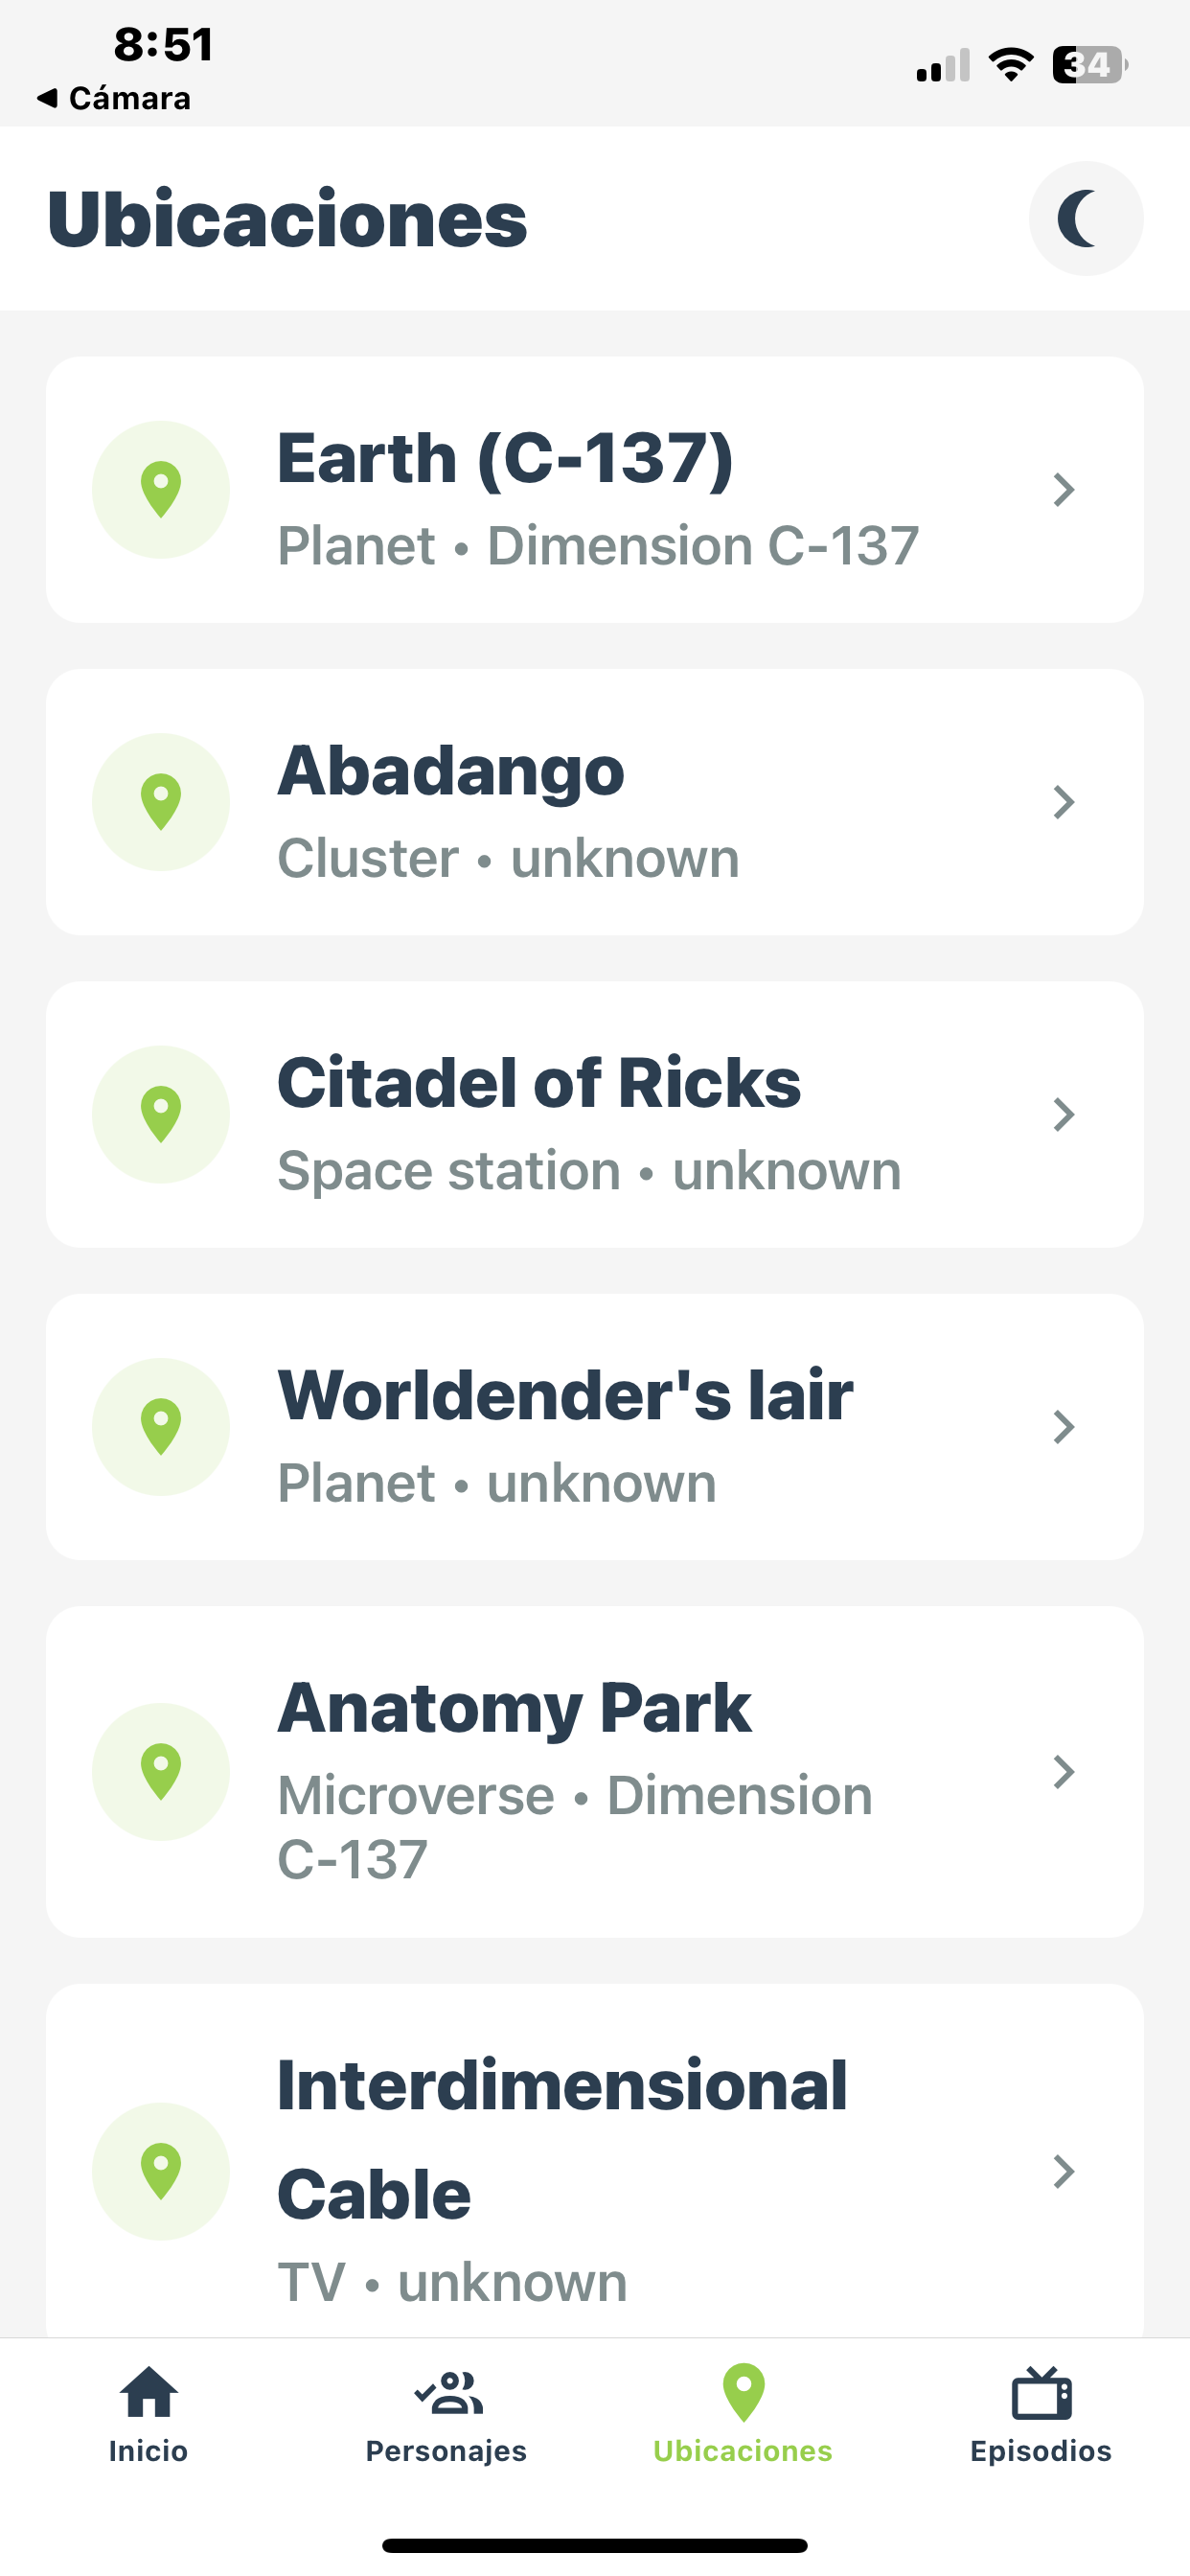 8:51
34
Cámara
Ubicaciones
Earth (C-137)
Planet • Dimension C-137
Abadango
Cluster • unknown
Citadel of Ricks
Space station • unknown
Worldender's lair
Planet • unknown
Anatomy Park
Microverse • Dimension
C-137
Interdimensional
Cable
TV • unknown
Inicio
Personajes
Ubicaciones
Episodios